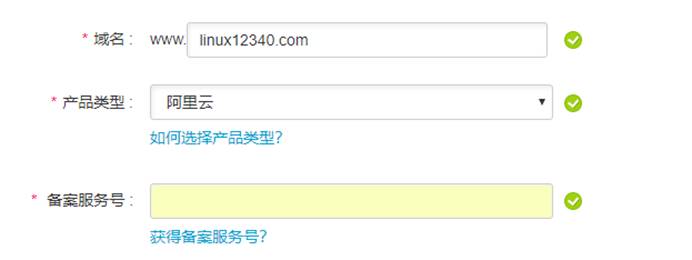 * 域名： www. linux12340.com
* 产品类型： 阿里云
如何选择产品类型？
* 备案服务号：
获得备案服务号？